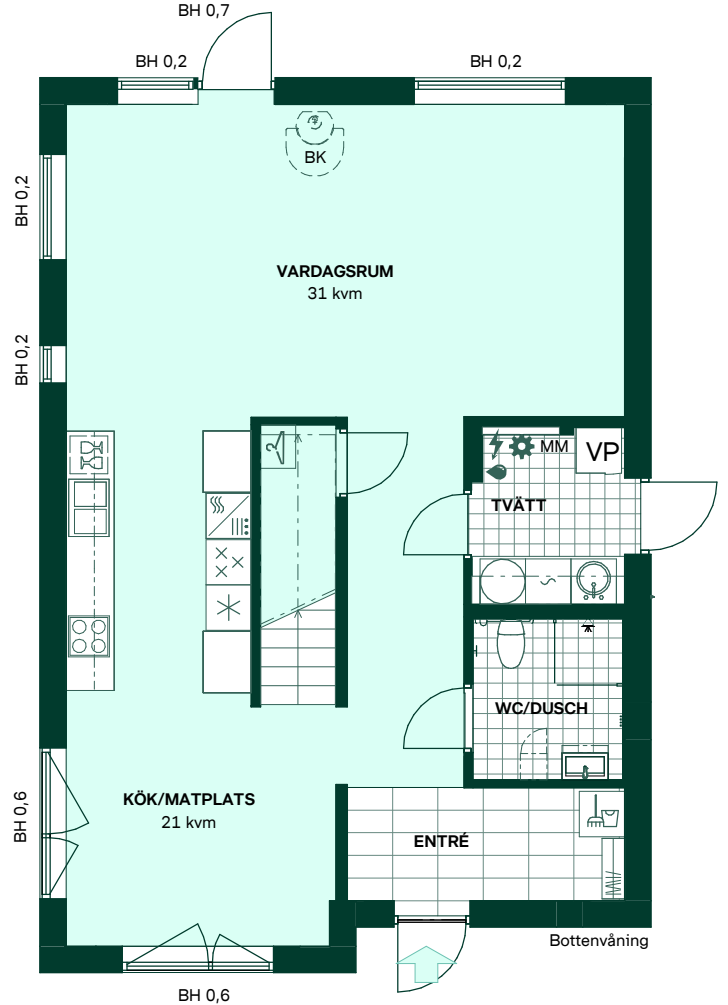 BH 0,7
BH 0,2
BH 0,2
BK
BH 0,2
VARDAGSRUM
31 kvm
BH 0,2
MM
VP
TVÄTT
WC/DUSCH
KÖK/MATPLATS
21 kvm
BH 0,6
ENTRÉ
Bottenvåning
BH 0,6